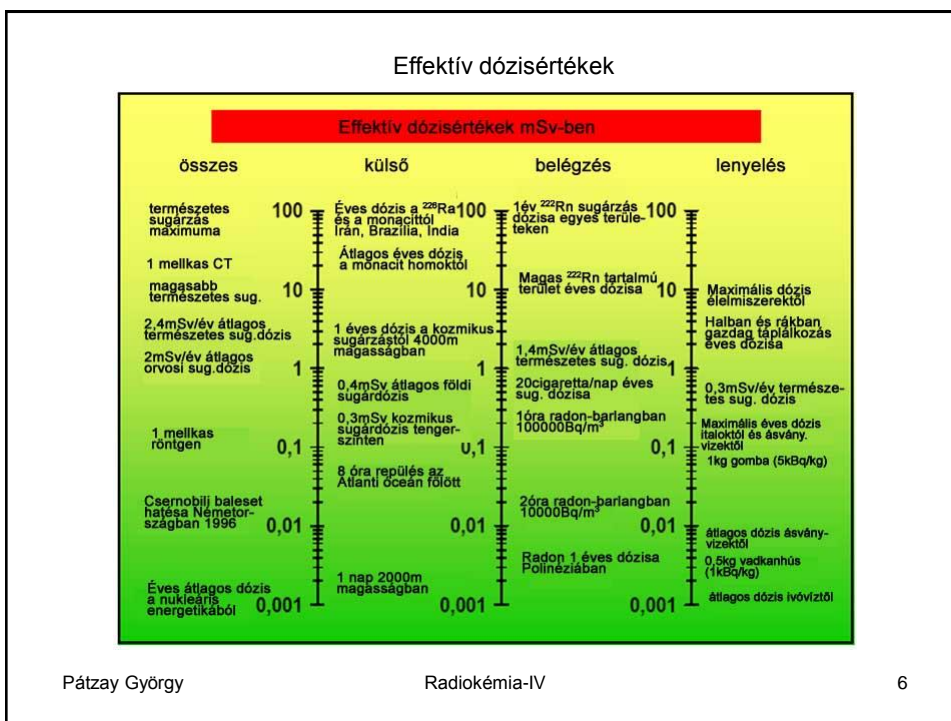 Effektív dózisértékek
Effektív dózisértékek mSv-ben
összes
külső
belégzés
lenyelés
természetes
sugárzás
maximuma
1 mellkas CT
magasabb
természetes sug.
2,4mSv/év átlagos
természetes sug.dózis
2mSv/év átlagos
orvosi sug.dózis
1 mellkas
röntgen
Csernobilj baleset
hatésa Németor-
szágban 1996
Éves átlagos dózis
a nukleáris
energetikából
100
10
1
0,1
0,01
0,001
Éves dózis a ²²⁶Ra
és a monacittól
Irán, Brazília, India
Átlagos éves dózis
a monacit homoktól
1 éves dózis a kozmikus
sugárzástól 4000m
magasságban
0,4mSv átlagos földi
sugárdózis
0,3mSv kozmikus
sugárdózis tenger-
szinten
8 óra repülés az
Atlanti óceán fölött
1 nap 2000m
magasságban
100
10
1
0,1
0,01
0,001
1év ²²²Rn sugárzás
dózisa egyes terüle-
teken
Magas ²²²Rn tartalmú
terület éves dózisa
1,4mSv/év átlagos
természetes sug. dózis
20cigaretta/nap éves
sug. dózisa
1óra radon-barlangban
100000Bq/m³
2óra radon-barlangban
10000Bq/m³
Radon 1 éves dózisa
Polinéziában
100
10
1
0,1
0,01
0,001
Maximális dózis
élelmiszerektől
Halban és rákban
gazdag táplálkozás
éves dózisa
0,3mSv/év természe-
tes sug. dózis
Maximális éves dózis
italoktól és ásvány.
vizektől
1kg gomba (5kBq/kg)
átlagos dózis ásvány-
vizektől
0,5kg vadkanhús
(1kBq/kg)
átlagos dózis ivóvíztől
Pátzay György
Radiokémia-IV
6